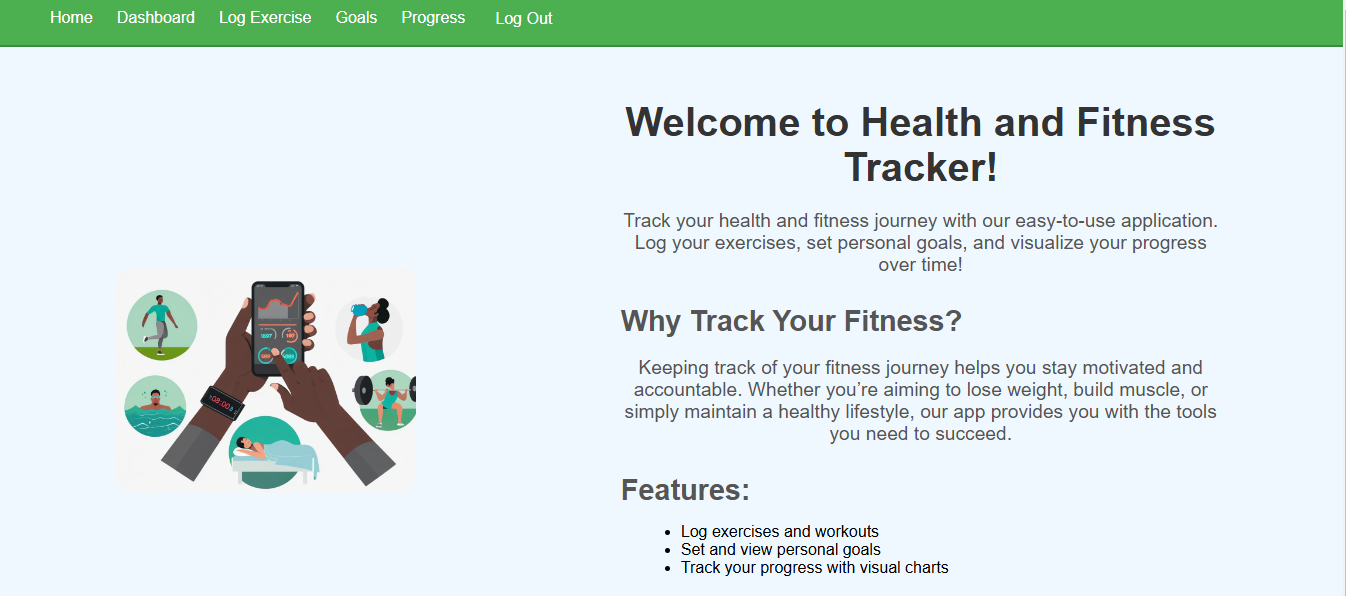 Home Dashboard Log Exercise Goals Progress Log Out
Welcome to Health and Fitness
Tracker!
Track your health and fitness journey with our easy-to-use application.
Log your exercises, set personal goals, and visualize your progress
over time!
Why Track Your Fitness?
Keeping track of your fitness journey helps you stay motivated and
accountable. Whether you’re aiming to lose weight, build muscle, or
simply maintain a healthy lifestyle, our app provides you with the tools
you need to succeed.
Features:
• Log exercises and workouts
• Set and view personal goals
• Track your progress with visual charts